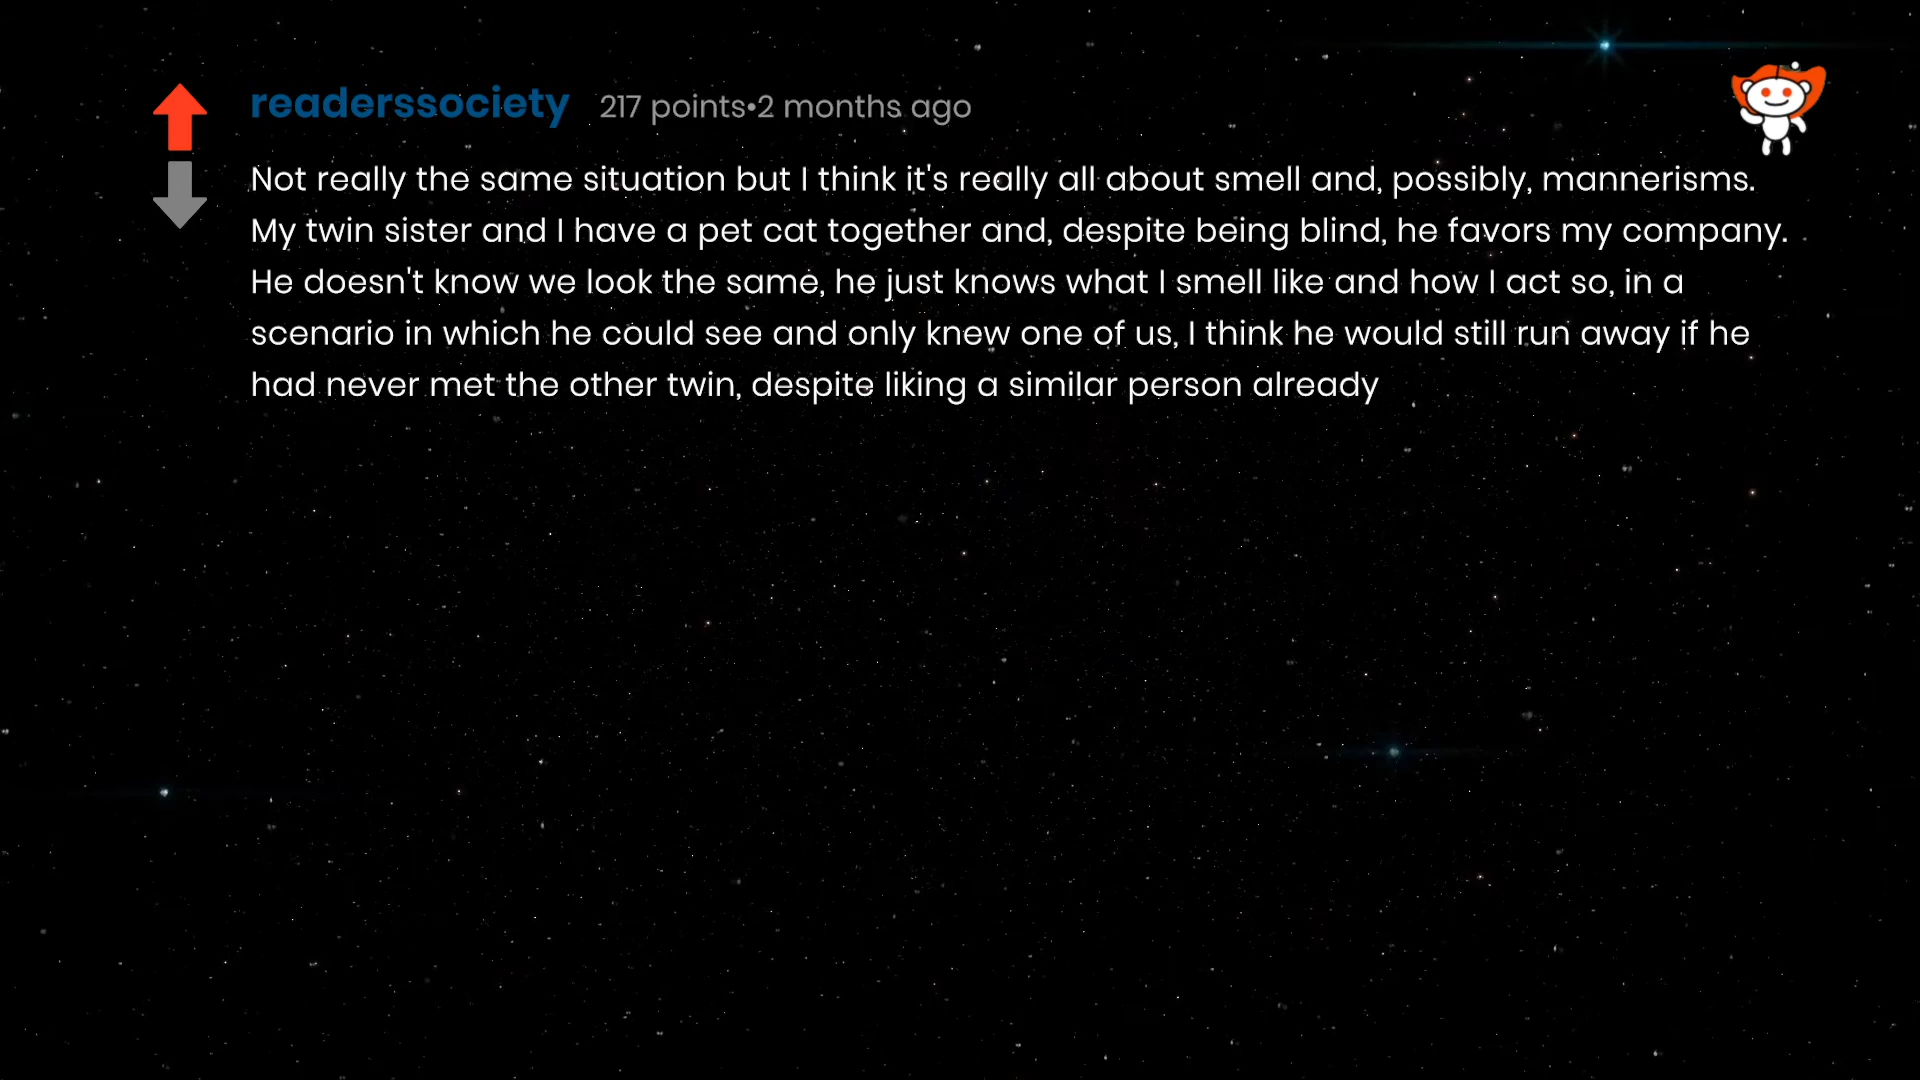 readerssociety 217 points•2 months ago
Not really the same situation but I think it's really all about smell and, possibly, mannerisms.
My twin sister and I have a pet cat together and, despite being blind, he favors my company.
He doesn't know we look the same, he just knows what I smell like and how I act so, in a
scenario in which he could see and only knew one of us, I think he would still run away if he
had never met the other twin, despite liking a similar person already